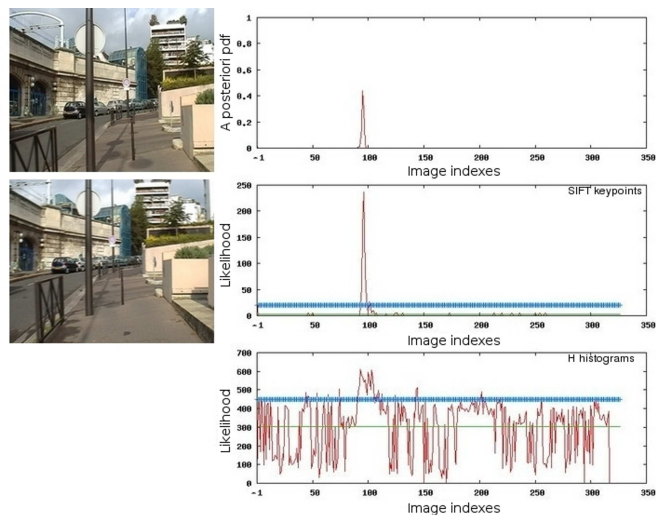 A posteriori pdf
1
0.8
0.6
0.4
0.2
0
-1 50 100 150 200 250 300 350
Image indexes
SIFT keypoints
Likelihood
250
200
150
100
50
0
-1 50 100 150 200 250 300 350
Image indexes
H histograms
Likelihood
700
600
500
400
300
200
100
0
-1 50 100 150 200 250 300 350
Image indexes